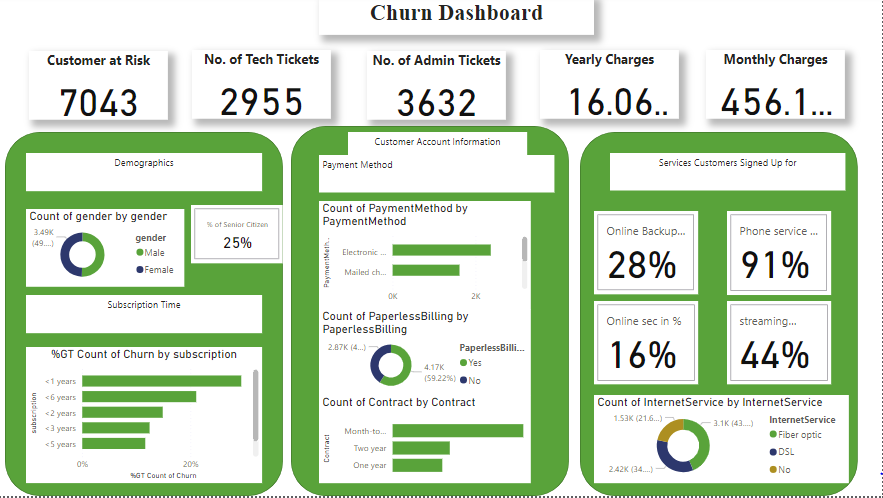 Churn Dashboard
Customer at Risk
7043
No. of Tech Tickets
2955
No. of Admin Tickets
3632
Yearly Charges
16.06..
Monthly Charges
456.1...
Demographics
Count of gender by gender
3.49K
(49....)
gender
Male
Female
% of Senior Citizen
25%
Subscription Time
%GT Count of Churn by subscription
subscription
<1 years
<6 years
<2 years
<3 years
<5 years
0%
20%
%GT Count of Churn
Customer Account Information
Payment Method
Count of PaymentMethod by
PaymentMethod
PaymentMeth...
Electronic ...
Mailed ch...
0K
2K
Count of PaperlessBilling by
PaperlessBilling
2.87K (4...)
4.17K
(59.22%)
PaperlessBilli...
Yes
No
Count of Contract by Contract
Contract
Month-to...
Two year
One year
Services Customers Signed Up for
Online Backup...
28%
Phone service ...
91%
Online sec in %
16%
streaming...
44%
Count of InternetService by InternetService
1.53K (21.6...)
3.1K (43....)
2.42K (34....)
InternetService
Fiber optic
DSL
No